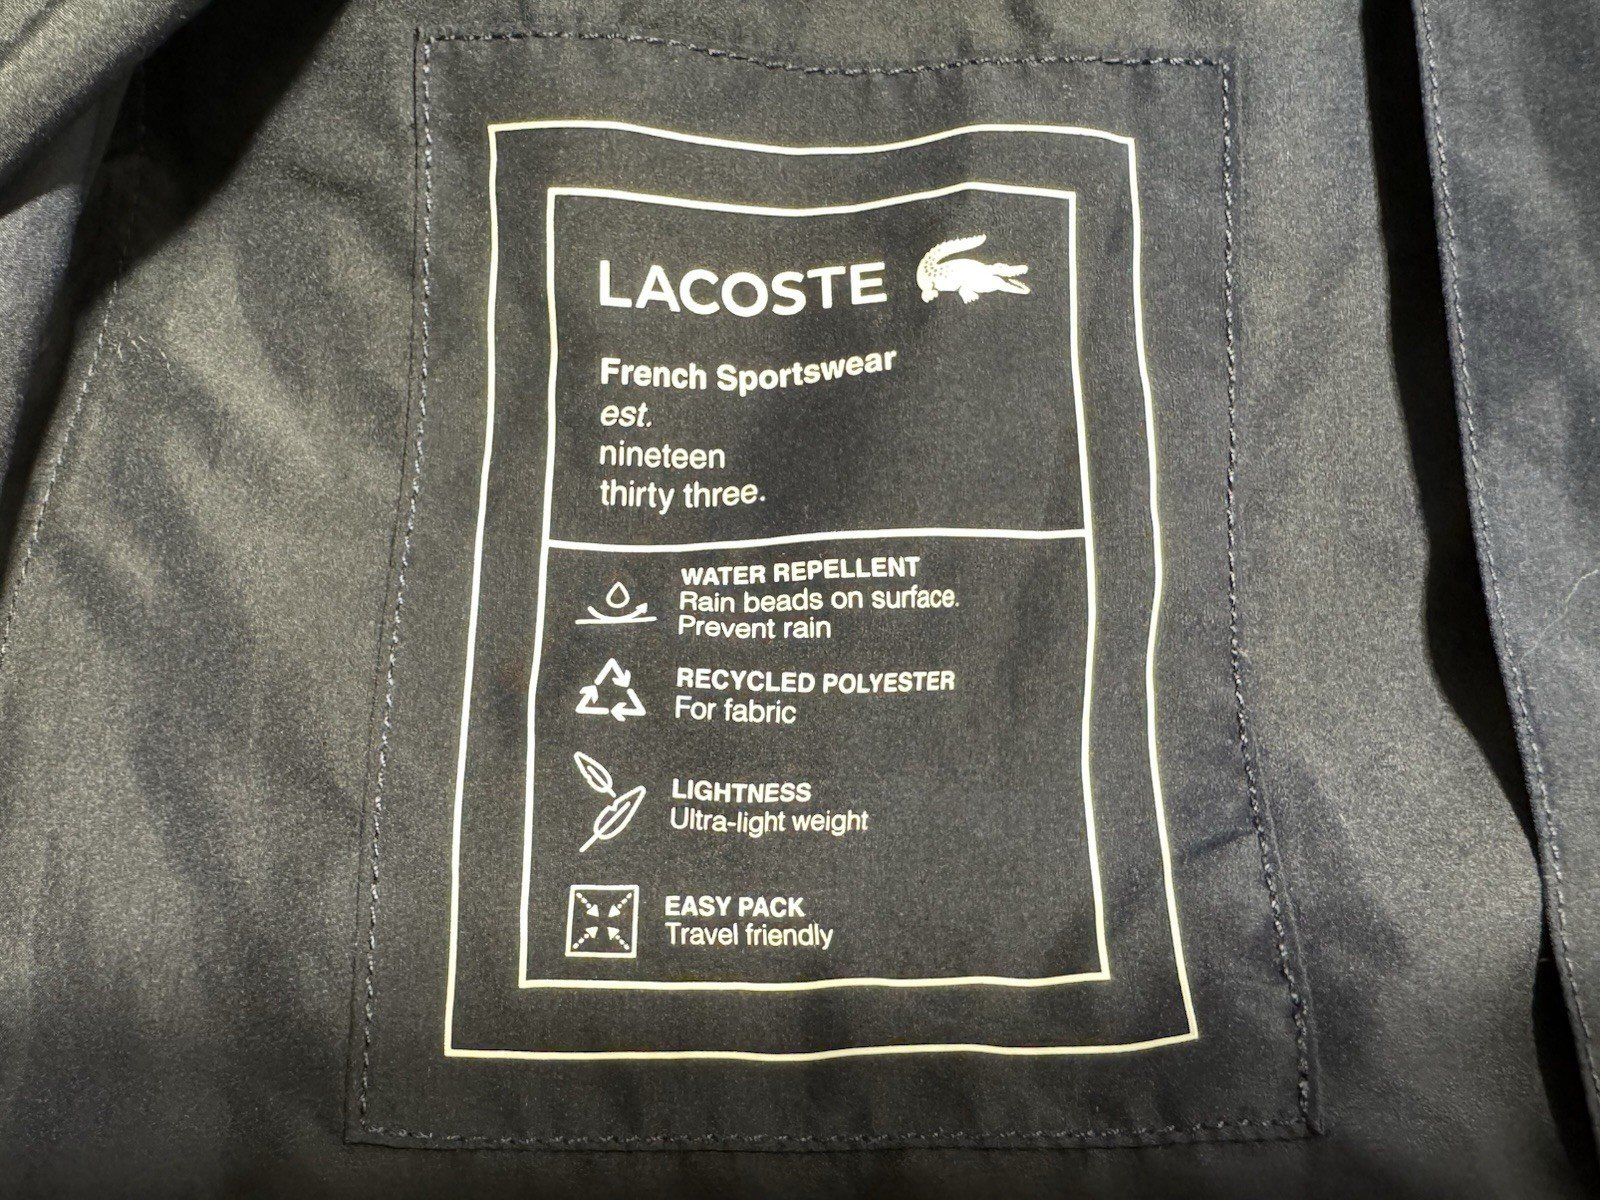 LACOSTE
French Sportswear
est.
nineteen
thirty three.
WATER REPELLENT
Rain beads on surface.
Prevent rain
RECYCLED POLYESTER
For fabric
LIGHTNESS
Ultra-light weight
EASY PACK
Travel friendly